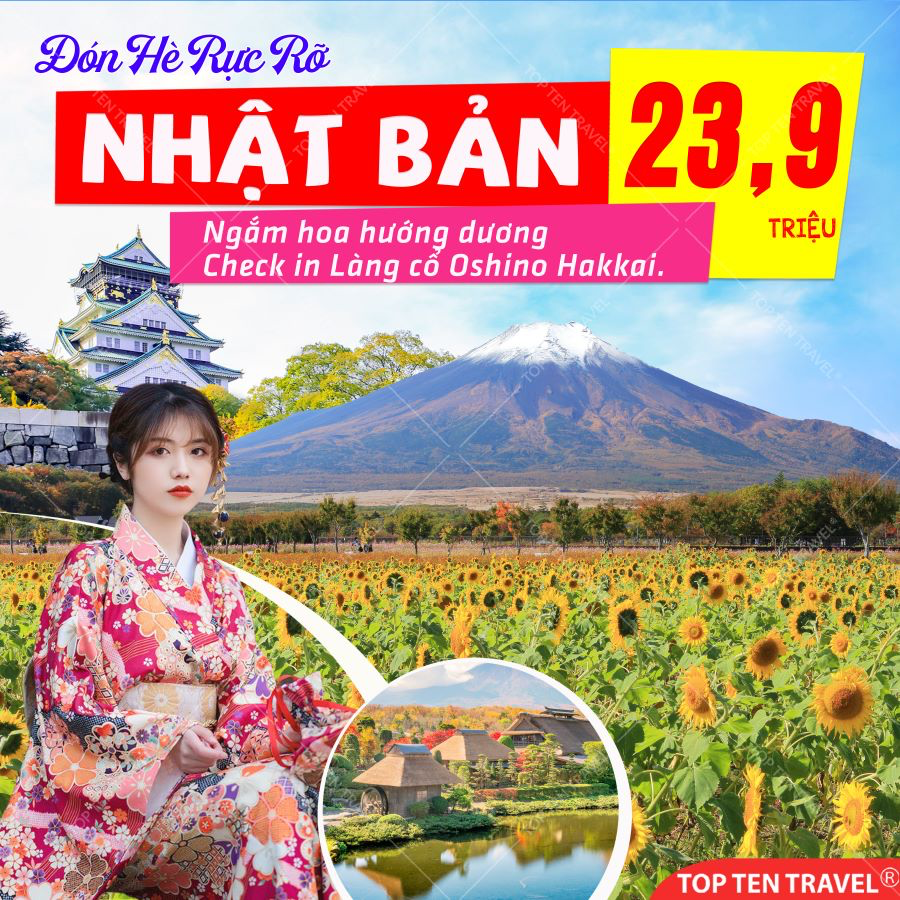 Đón Hè Rực Rỡ
NHẬT BẢN
23,9
TRIỆU
Ngắm hoa hướng dương
Check in Làng cổ Oshino Hakkai.
TOP TEN TRAVEL®